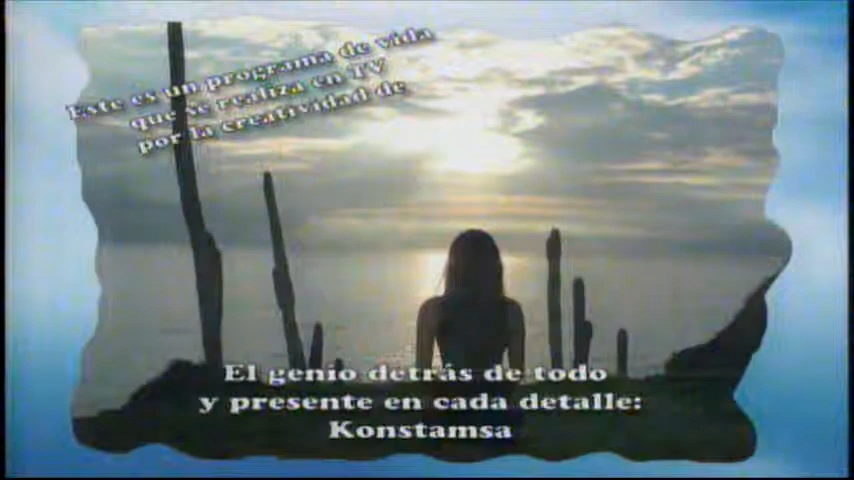 Este es un programa de vida
que se realiza en TV
por la creatividad de
El genio detrás de todo
y presente en cada detalle:
Konstamsa